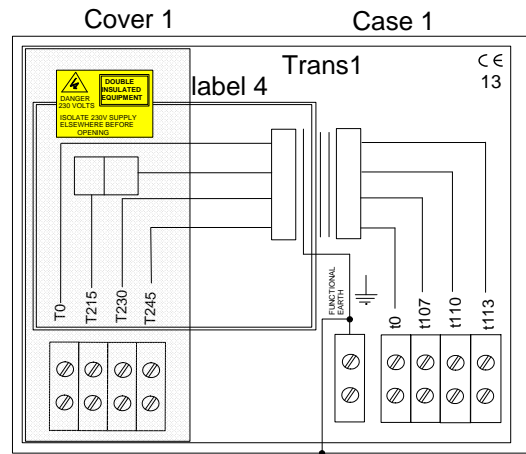 Cover 1
Case 1
Trans1
CE
13
label 4
DANGER
230 VOLTS
DOUBLE
INSULATED
EQUIPMENT
ISOLATE 230V SUPPLY
ELSEWHERE BEFORE
OPENING
T0
T215
T230
T245
FUNCTIONAL
EARTH
t0
t107
t110
t113